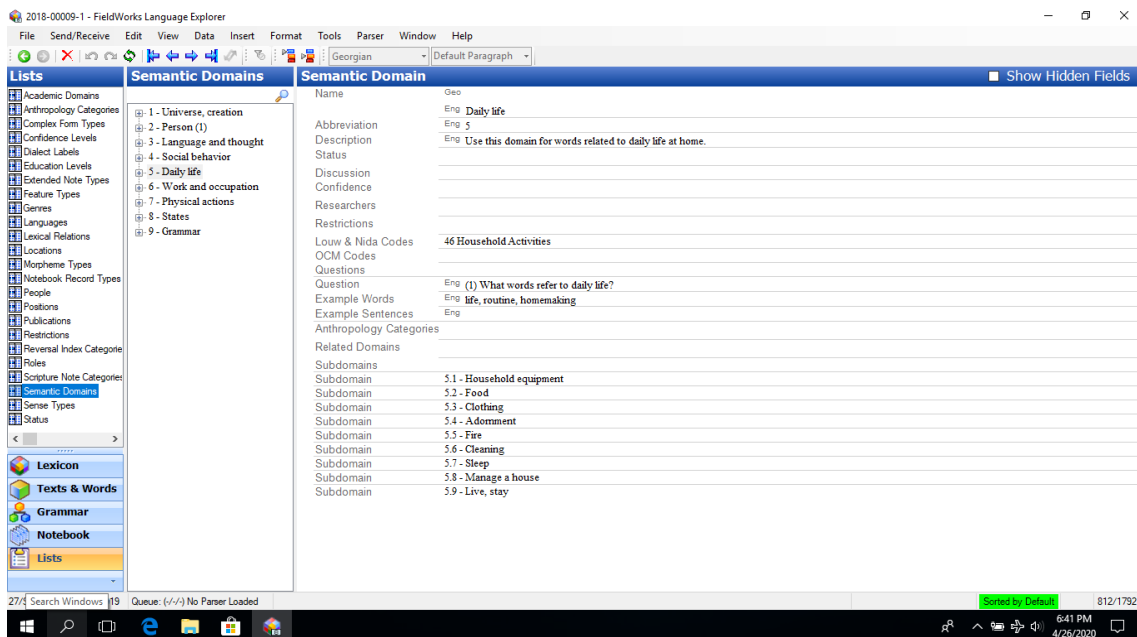 2018-00009-1 - FieldWorks Language Explorer
File Send/Receive Edit View Data Insert Format Tools Parser Window Help
Georgian Default Paragraph
Lists
Academic Domains
Anthropology Categories
Complex Form Types
Confidence Levels
Dialect Labels
Education Levels
Extended Note Types
Feature Types
Genres
Languages
Lexical Relations
Locations
Morpheme Types
Notebook Record Types
People
Positions
Publications
Restrictions
Reversal Index Categorie
Roles
Scripture Note Categories
Semantic Domains
Sense Types
Status
Lexicon
Texts & Words
Grammar
Notebook
Lists
Semantic Domains
1 - Universe, creation
2 - Person (1)
3 - Language and thought
4 - Social behavior
5 - Daily life
6 - Work and occupation
7 - Physical actions
8 - States
9 - Grammar
Semantic Domain Show Hidden Fields
Name Geo
Eng Daily life
Abbreviation Eng 5
Description Eng Use this domain for words related to daily life at home.
Status
Discussion
Confidence
Researchers
Restrictions
Louw & Nida Codes 46 Household Activities
OCM Codes
Questions
Question Eng (1) What words refer to daily life?
Example Words Eng life, routine, homemaking
Example Sentences Eng
Anthropology Categories
Related Domains
Subdomains
Subdomain 5.1 - Household equipment
Subdomain 5.2 - Food
Subdomain 5.3 - Clothing
Subdomain 5.4 - Adornment
Subdomain 5.5 - Fire
Subdomain 5.6 - Cleaning
Subdomain 5.7 - Sleep
Subdomain 5.8 - Manage a house
Subdomain 5.9 - Live, stay
Search Windows Queue: (-/-/-) No Parser Loaded Sorted by Default 812/1792
6:41 PM
4/26/2020